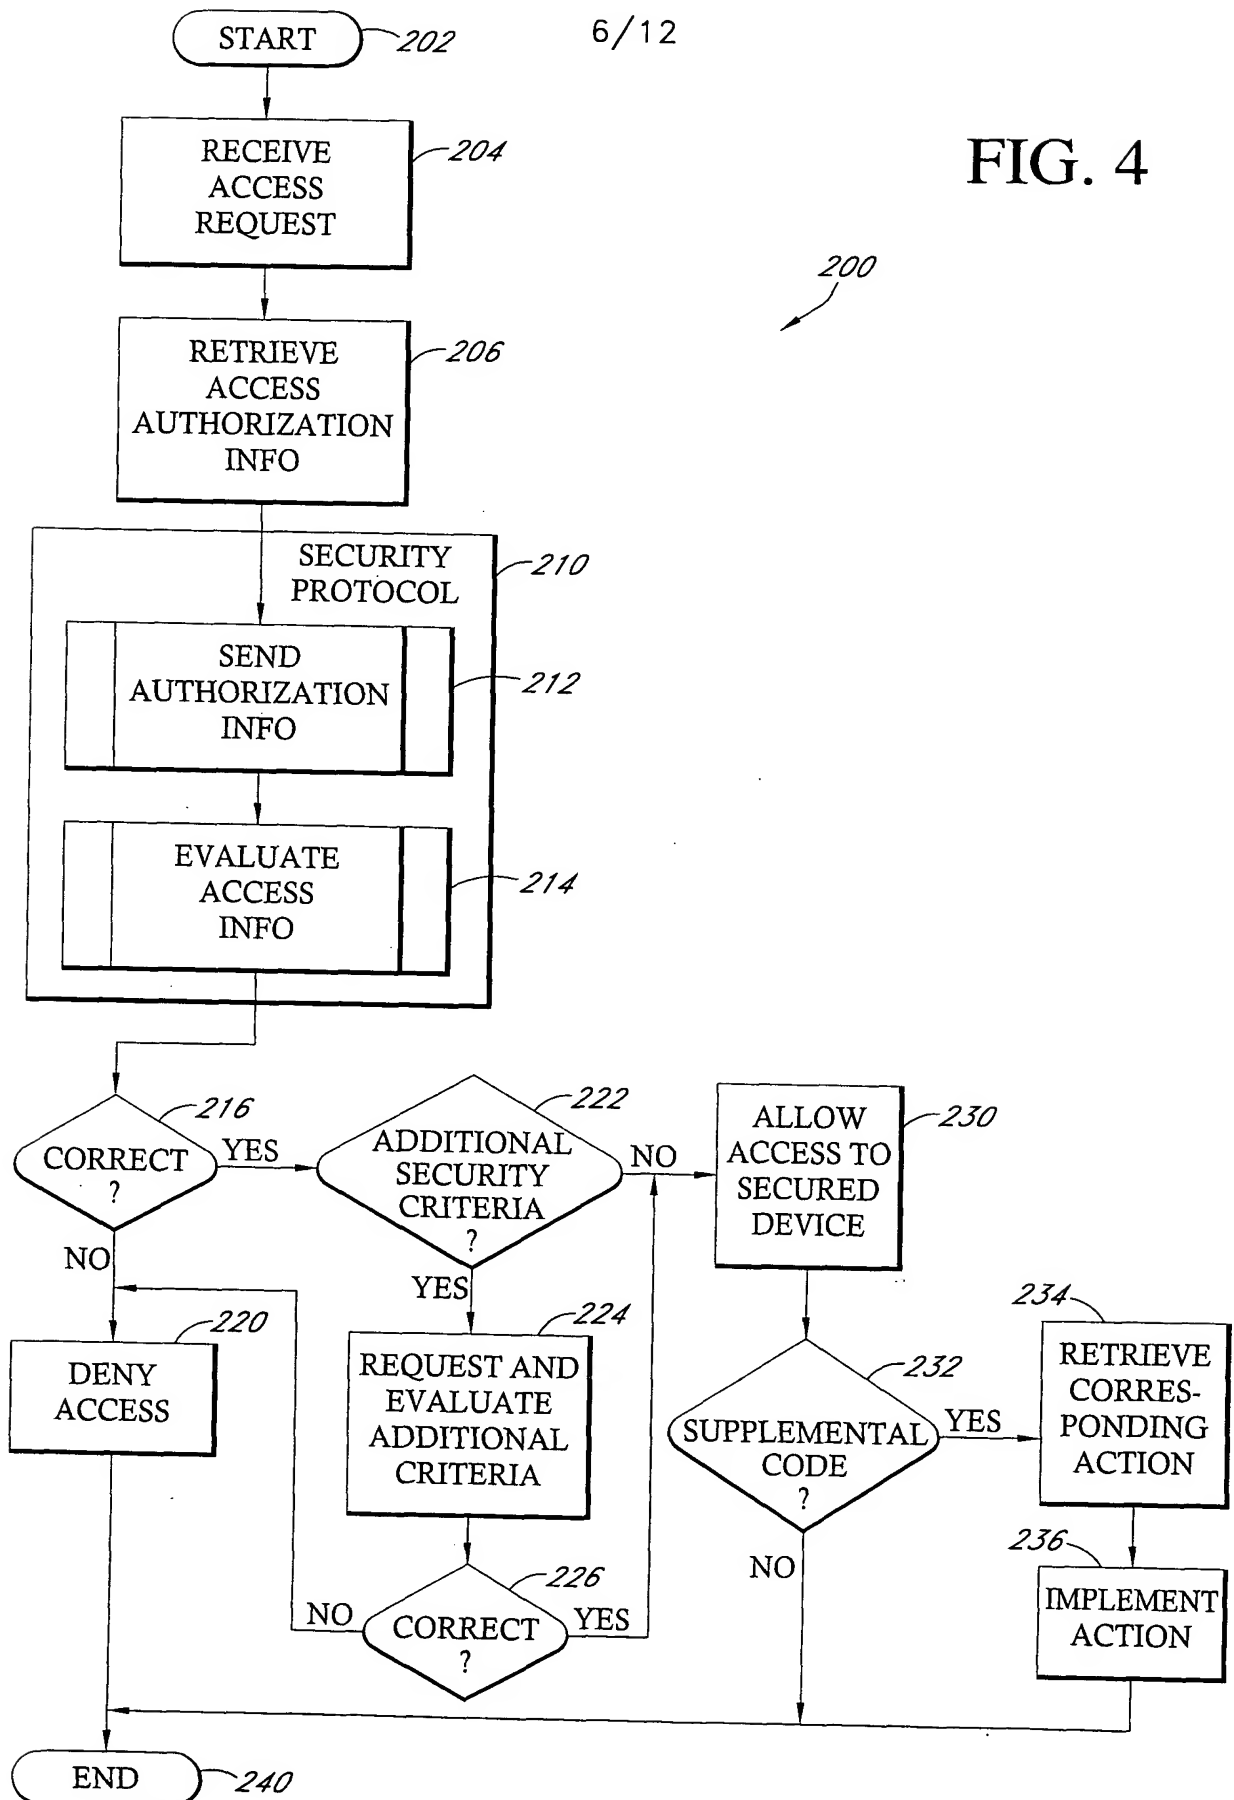 START
202
6/12
RECEIVE
ACCESS
REQUEST
204
FIG. 4
200
RETRIEVE
ACCESS
AUTHORIZATION
INFO
206
SECURITY
PROTOCOL
210
SEND
AUTHORIZATION
INFO
212
EVALUATE
ACCESS
INFO
214
CORRECT
?
216
YES
NO
ADDITIONAL
SECURITY
CRITERIA
?
222
NO
YES
ALLOW
ACCESS TO
SECURED
DEVICE
230
DENY
ACCESS
220
REQUEST AND
EVALUATE
ADDITIONAL
CRITERIA
224
SUPPLEMENTAL
CODE
?
232
YES
NO
RETRIEVE
CORRES-
PONDING
ACTION
234
CORRECT
?
226
NO
YES
IMPLEMENT
ACTION
236
END
240